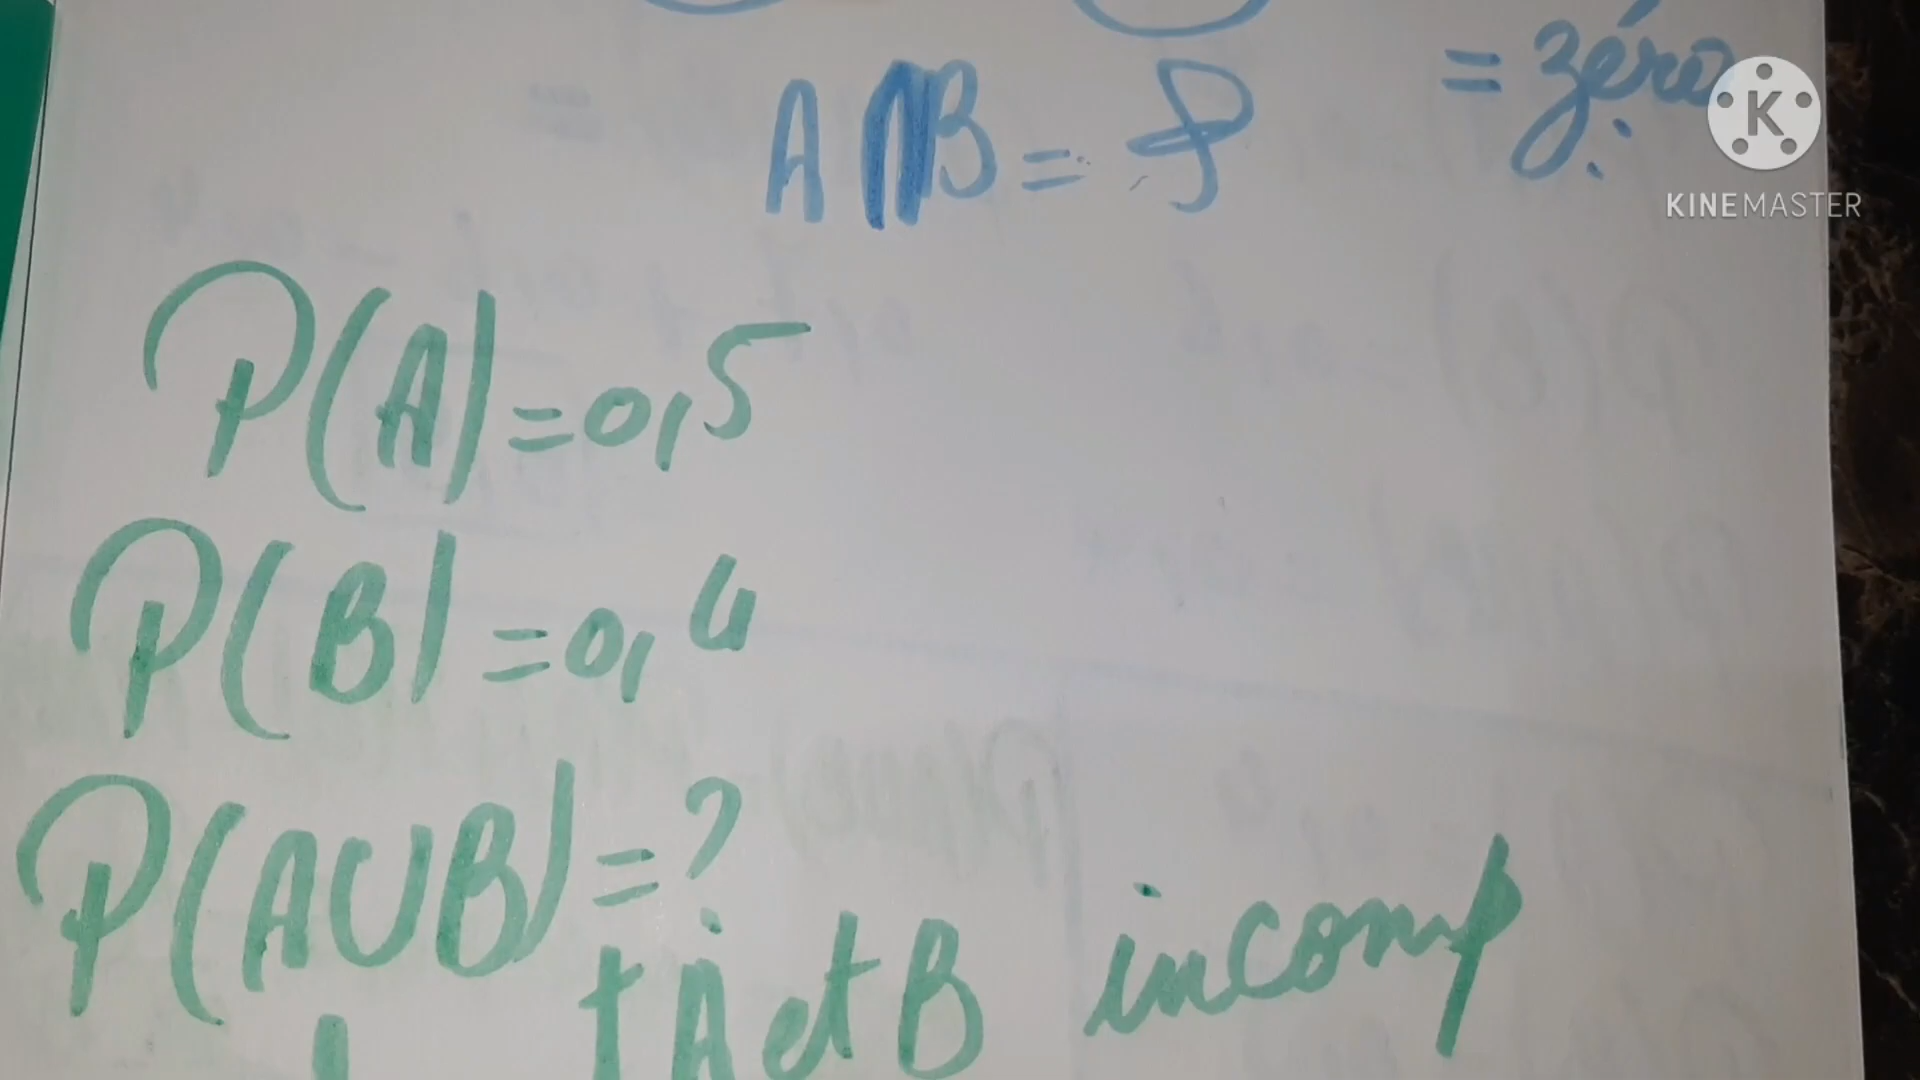 A∩B = ∅
= zéro
KINEMASTER
P(A) = 0,5
P(B) = 0,4
P(A∪B) = ?
A et B incomp